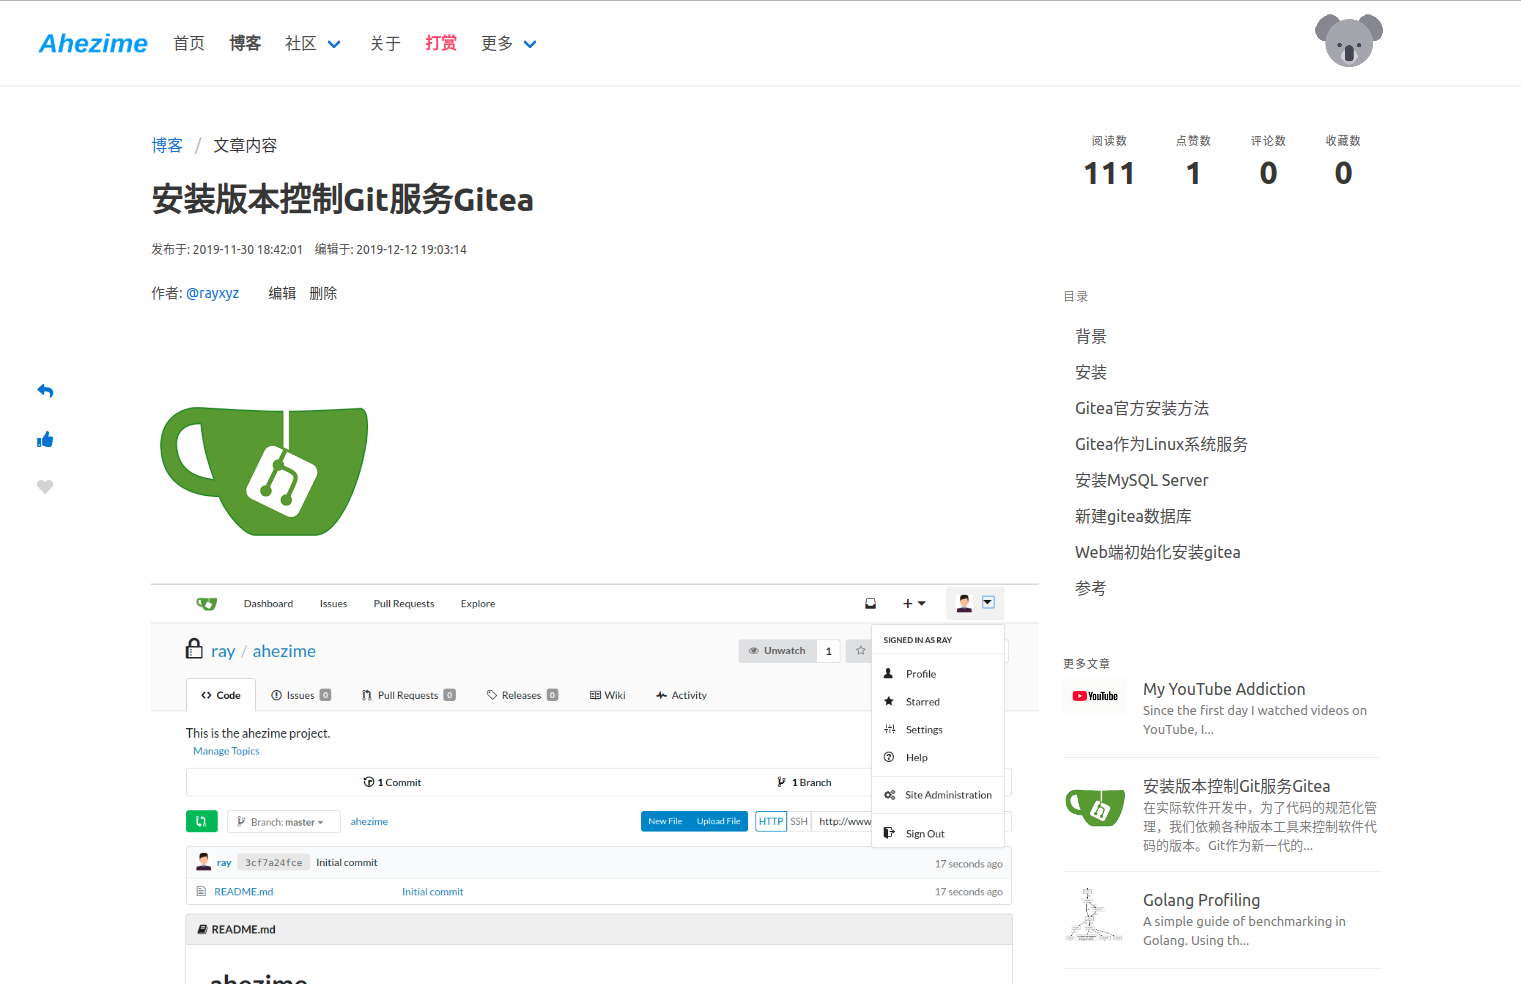 Ahezime 首页 博客 社区 关于 打赏 更多
博客 / 文章内容
安装版本控制Git服务Gitea
发布于: 2019-11-30 18:42:01 编辑于: 2019-12-12 19:03:14
作者: @rayxyz 编辑 删除
Dashboard Issues Pull Requests Explore
ray / ahezime
Unwatch 1
Code Issues 0 Pull Requests 0 Releases 0 Wiki Activity
This is the ahezime project.
Manage Topics
1 Commit 1 Branch
Branch: master ahezime
New File Upload File HTTP SSH http://www
ray 3cf7a24fce Initial commit 17 seconds ago
README.md Initial commit 17 seconds ago
README.md
ahezime
SIGNED IN AS RAY
Profile
Starred
Settings
Help
Site Administration
Sign Out
阅读数 点赞数 评论数 收藏数
111 1 0 0
目录
背景
安装
Gitea官方安装方法
Gitea作为Linux系统服务
安装MySQL Server
新建gitea数据库
Web端初始化安装gitea
参考
更多文章
YouTube
My YouTube Addiction
Since the first day I watched videos on
YouTube, I...
安装版本控制Git服务Gitea
在实际软件开发中，为了代码的规范化管
理，我们依赖各种版本工具来控制软件代
码的版本。Git作为新一代的...
Golang Profiling
A simple guide of benchmarking in
Golang. Using th...